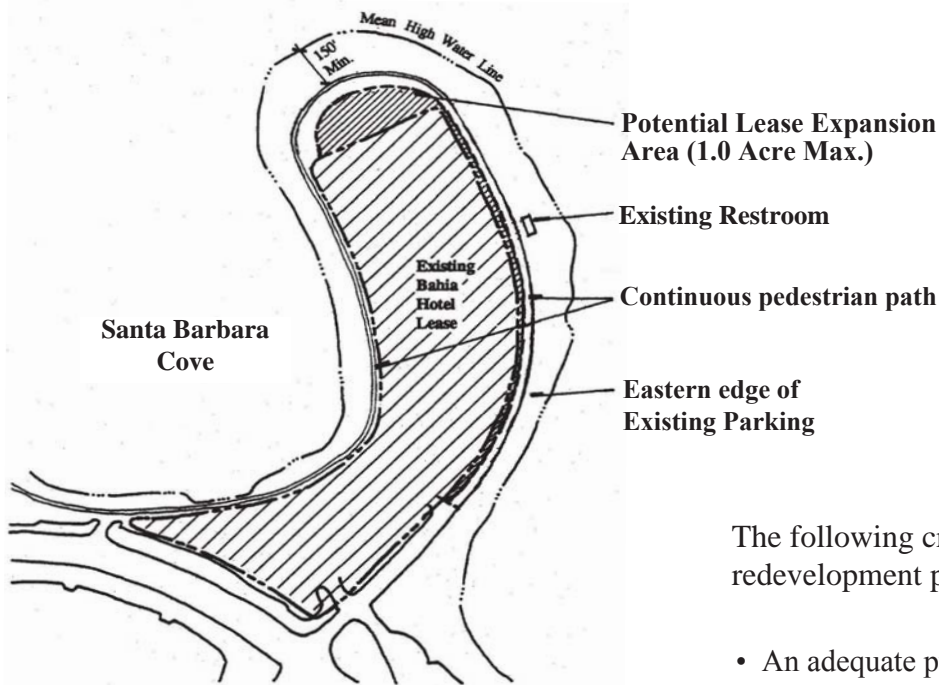 Mean High Water Line
150'
Min.
Potential Lease Expansion
Area (1.0 Acre Max.)
Existing Restroom
Existing
Bahia
Hotel
Lease
Continuous pedestrian path
Santa Barbara
Cove
Eastern edge of
Existing Parking
The following
redevelopment
• An adequate